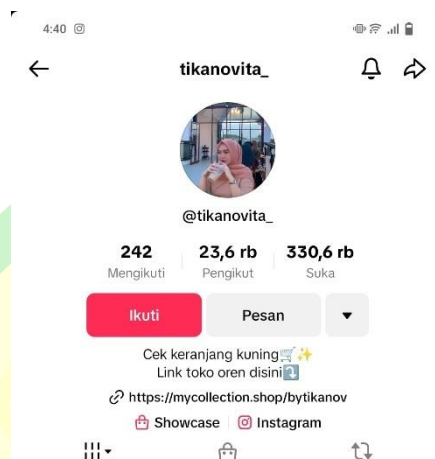 4:40
tikanovita_
@tikanovita_
242 23,6 rb 330,6 rb
Mengikuti Pengikut Suka
Ikuti Pesan
Cek keranjang kuning🛒✨
Link toko oren disini⤵️
https://mycollection.shop/bytikanov
Showcase Instagram